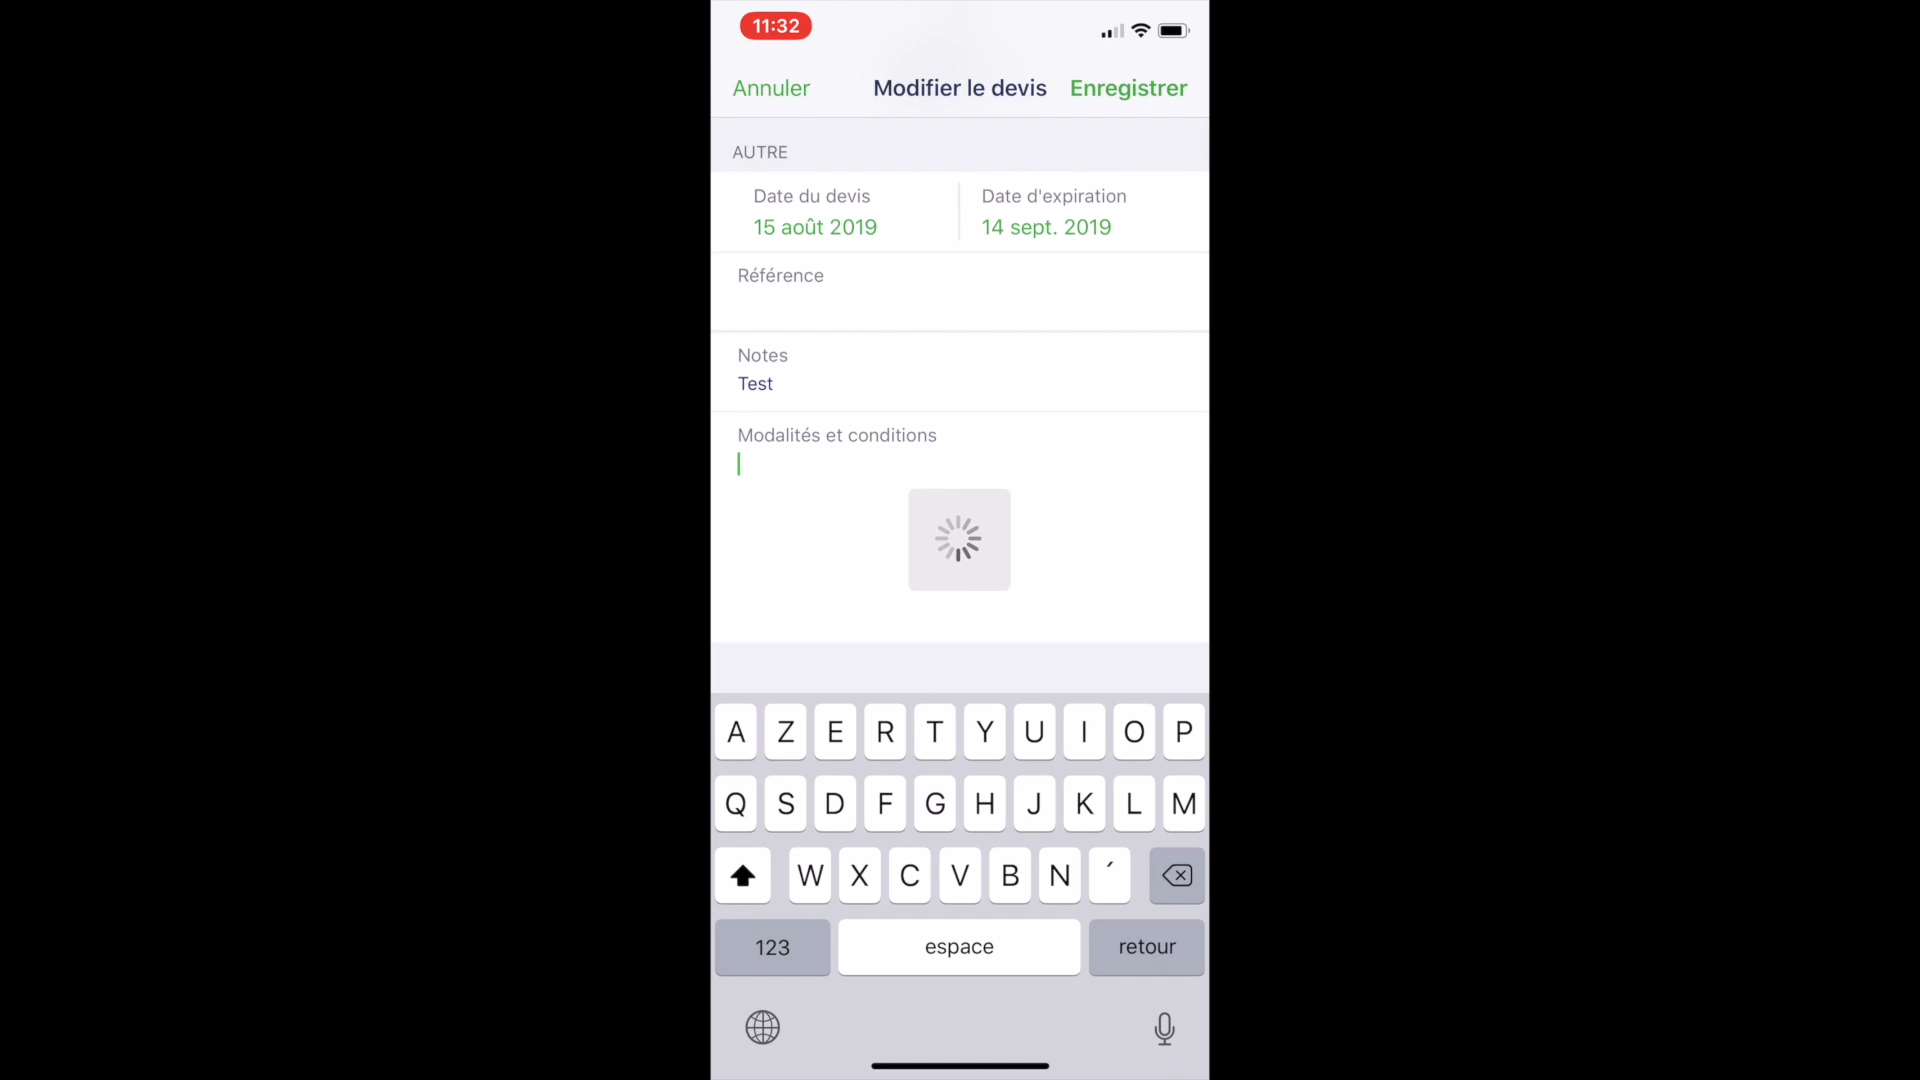 11:32
Annuler Modifier le devis Enregistrer
AUTRE
Date du devis Date d'expiration
15 août 2019 14 sept. 2019
Référence
Notes
Test
Modalités et conditions
A Z E R T Y U I O P
Q S D F G H J K L M
W X C V B N ´
123 espace retour